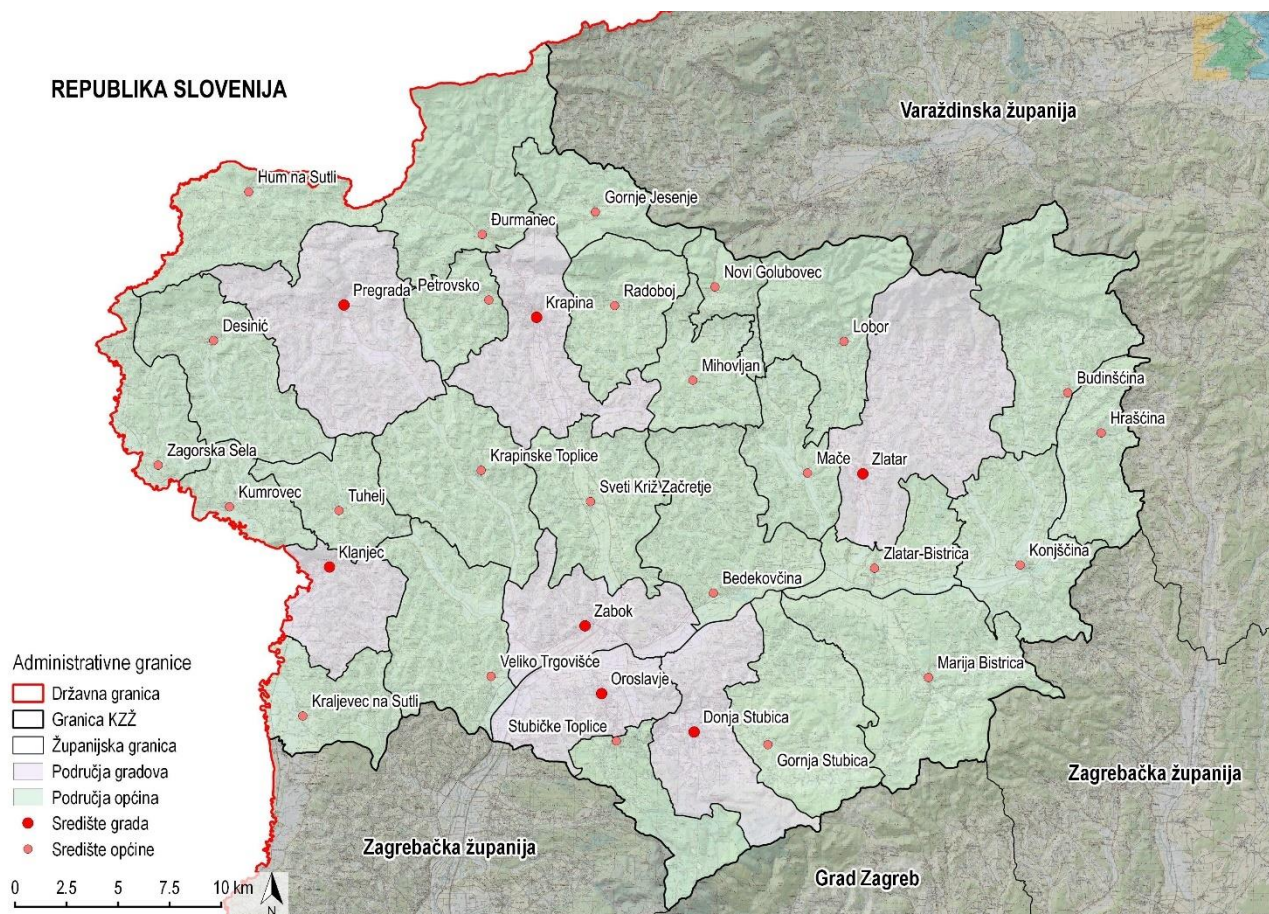 REPUBLIKA SLOVENIJA
Varaždinska županija
Hum na Sutli
Gornje Jesenje
Đurmanec
Novi Golubovec
Petrovsko
Pregrada
Krapina
Radoboj
Desinić
Lobor
Mihovljan
Budinšćina
Hrašćina
Zagorska Sela
Krapinske Toplice
Mače
Zlatar
Kumrovec
Tuhelj
Sveti Križ Začretje
Klanjec
Zlatar-Bistrica
Konjščina
Bedekovčina
Zabok
Veliko Trgovišće
Marija Bistrica
Oroslavje
Kraljevec na Sutli
Stubičke Toplice
Donja Stubica
Gornja Stubica
Zagrebačka županija
Zagrebačka županija
Grad Zagreb
Administrativne granice
Državna granica
Granica KZŽ
Županijska granica
Područja gradova
Područja općina
Središte grada
Središte općine
0 2.5 5 7.5 10 km
N